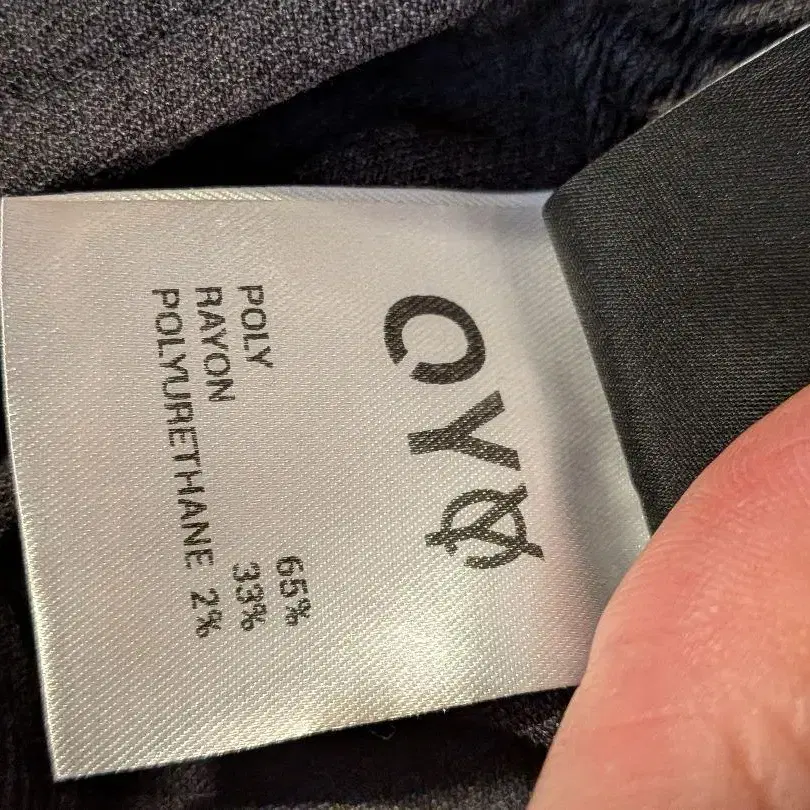 POLY 65%
RAYON 33%
POLYURETHANE 2%